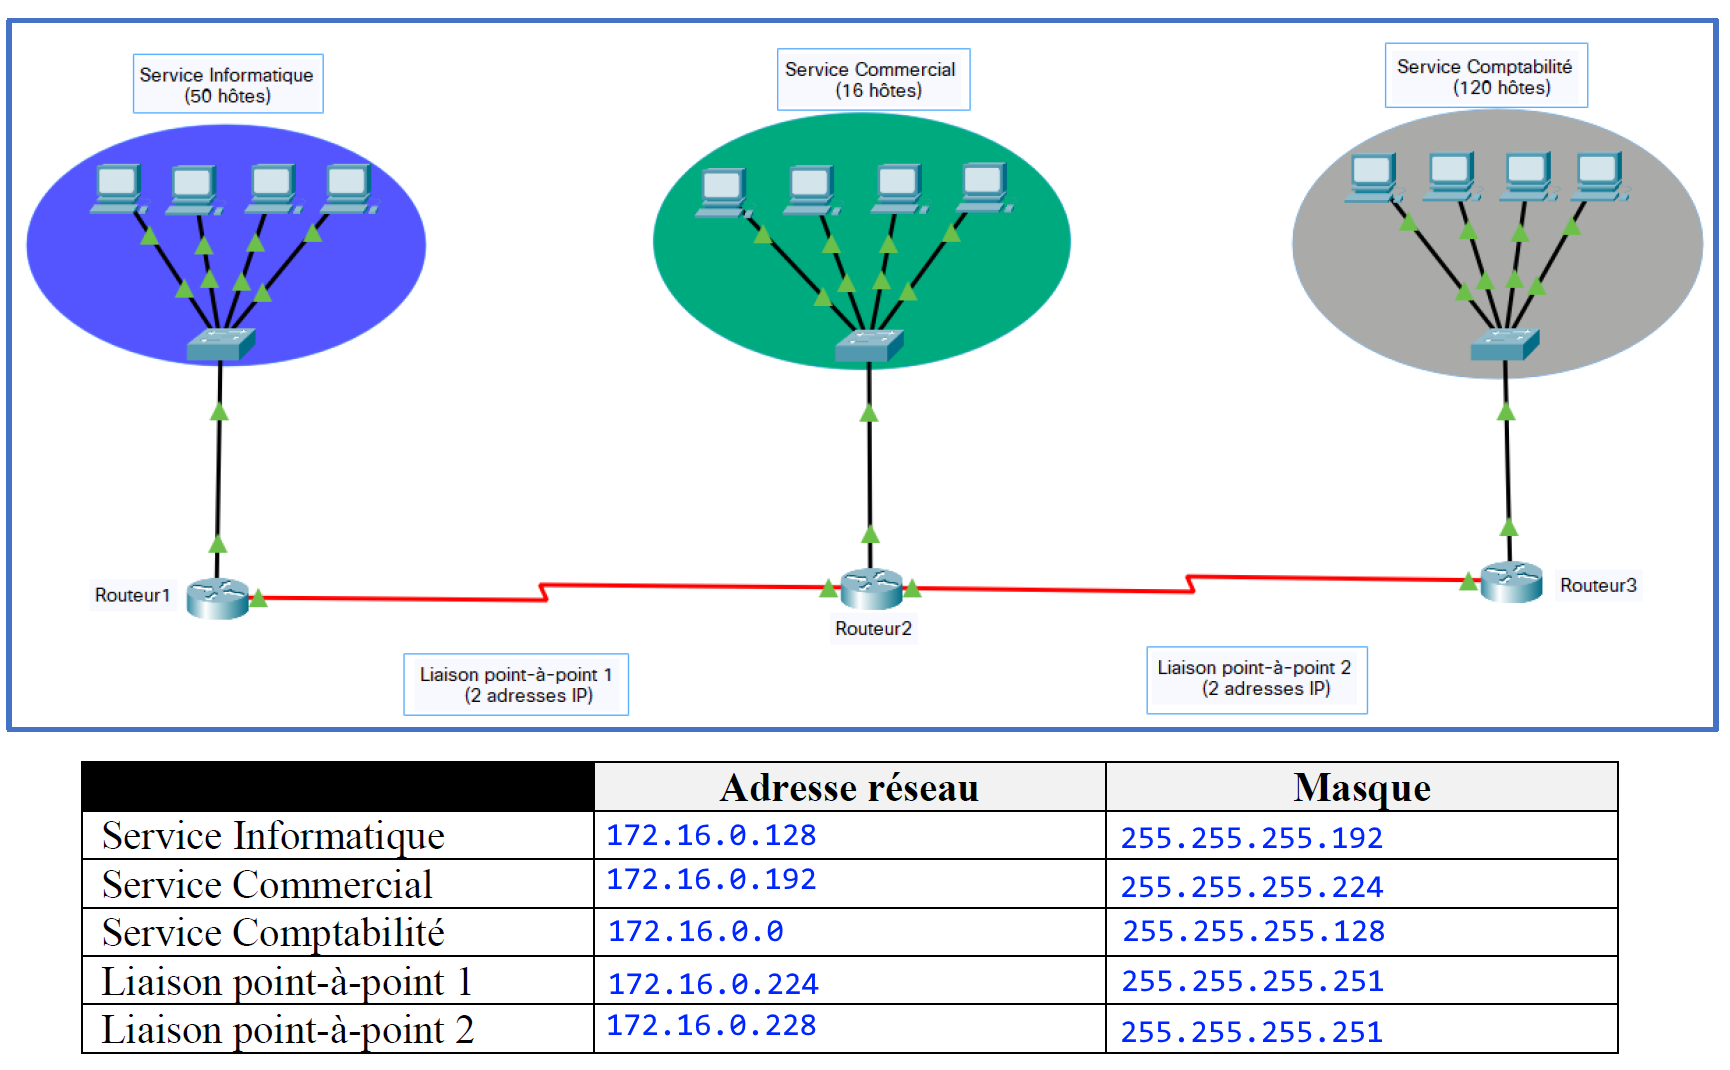 Service Informatique
(50 hôtes)
Service Commercial
(16 hôtes)
Service Comptabilité
(120 hôtes)
Routeur1
Routeur2
Routeur3
Liaison point-à-point 1
(2 adresses IP)
Liaison point-à-point 2
(2 adresses IP)
Adresse réseau Masque
Service Informatique 172.16.0.128 255.255.255.192
Service Commercial 172.16.0.192 255.255.255.224
Service Comptabilité 172.16.0.0 255.255.255.128
Liaison point-à-point 1 172.16.0.224 255.255.255.251
Liaison point-à-point 2 172.16.0.228 255.255.255.251